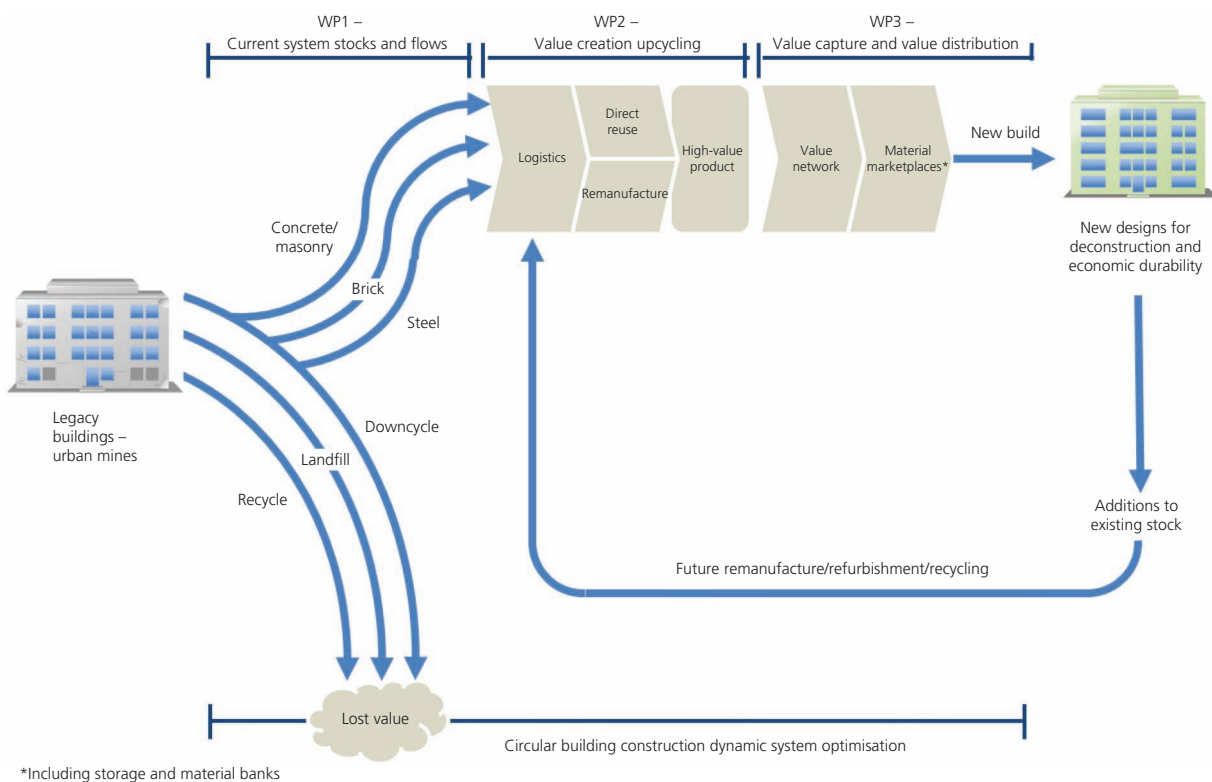 WP1 –
Current system stocks and flows
WP2 –
Value creation upcycling
WP3 –
Value capture and value distribution
Logistics
Direct
reuse
Remanufacture
High-value
product
Value
network
Material
marketplaces*
New build
New designs for
deconstruction and
economic durability
Concrete/
masonry
Brick
Steel
Legacy
buildings –
urban mines
Downcycle
Landfill
Recycle
Additions to
existing stock
Future remanufacture/refurbishment/recycling
Lost value
Circular building construction dynamic system optimisation
*Including storage and material banks